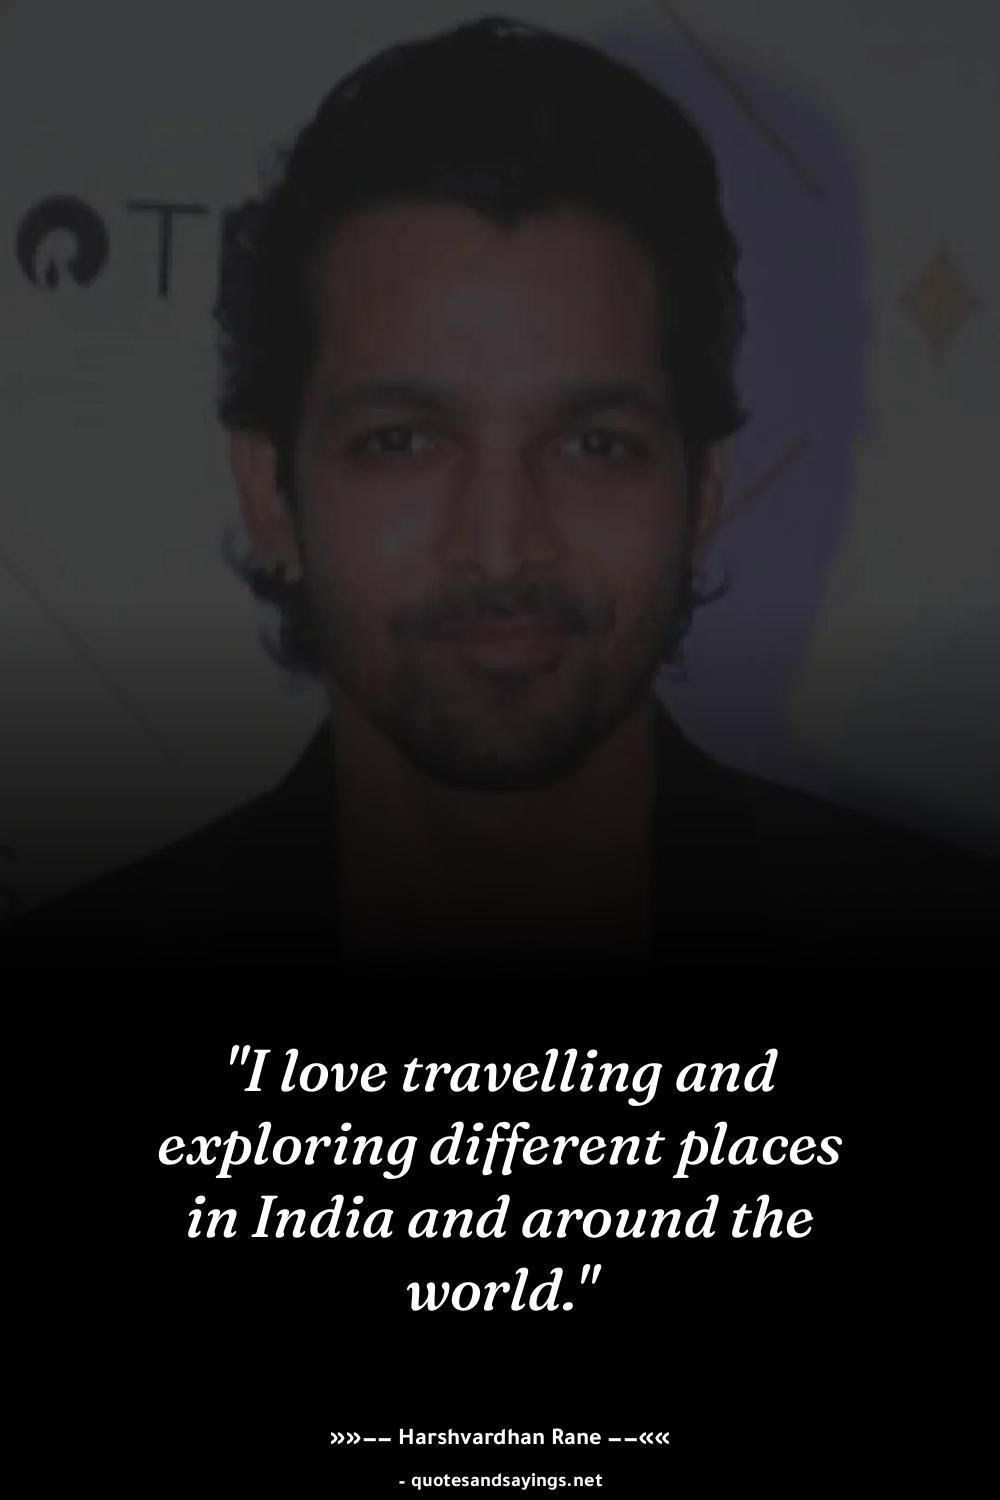 T
"I love travelling and
exploring different places
in India and around the
world."
»»–– Harshvardhan Rane ––««
- quotesandsayings.net